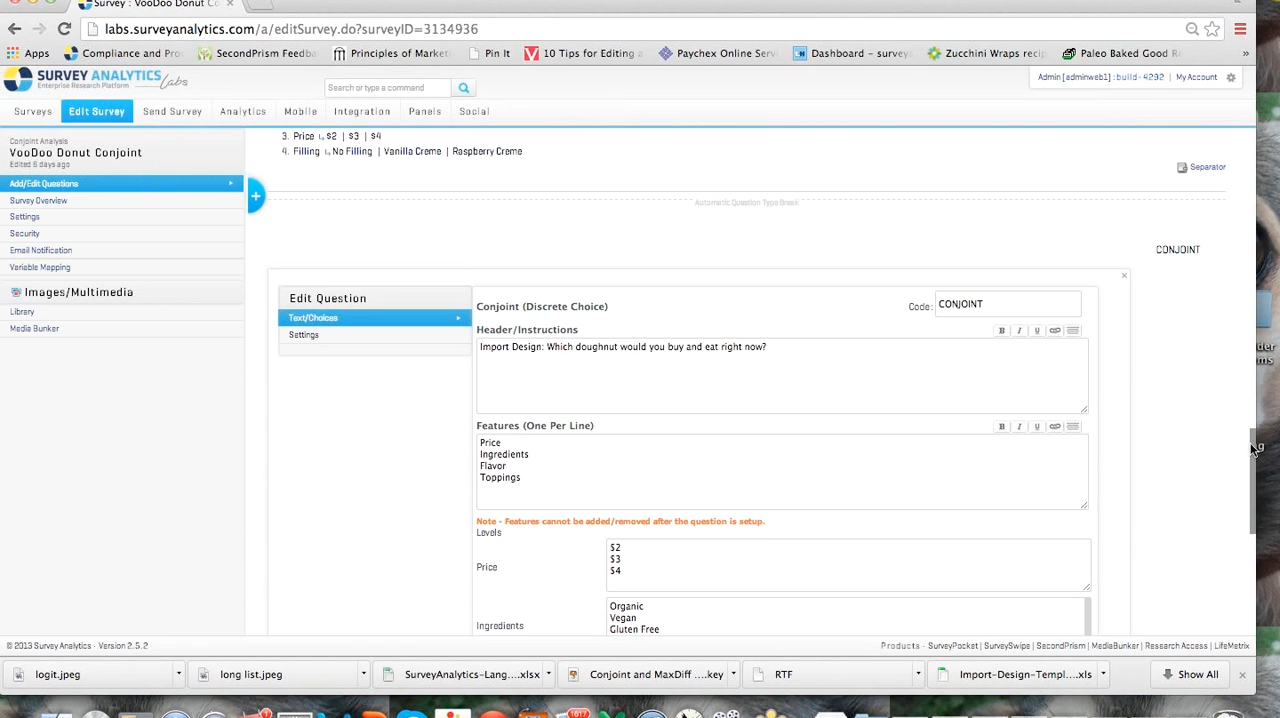 Survey : VooDoo Donut Co
labs.surveyanalytics.com/a/editSurvey.do?surveyID=3134936
Apps
Compliance and Pro
SecondPrism Feedba
Principles of Market
Pin It
10 Tips for Editing a
Paychex Online Serv
Dashboard - survey
Zucchini Wraps recip
Paleo Baked Good R
»
SURVEY ANALYTICS
Labs
Enterprise Research Platform
Search or type a command
Admin [adminweb1] :build-4292 | My Account
Surveys
Edit Survey
Send Survey
Analytics
Mobile
Integration
Panels
Social
Conjoint Analysis
VooDoo Donut Conjoint
Edited 6 days ago
Add/Edit Questions
Survey Overview
Settings
Security
Email Notification
Variable Mapping
Images/Multimedia
Library
Media Bunker
3. Price $2 | $3 | $4
4. Filling No Filling | Vanilla Creme | Raspberry Creme
Separator
Automatic Question Type Break
CONJOINT
Edit Question
Text/Choices
Settings
Conjoint (Discrete Choice)
Code: CONJOINT
Header/Instructions
B I U
Import Design: Which doughnut would you buy and eat right now?
Features (One Per Line)
B I U
Price
Ingredients
Flavor
Toppings
Note - Features cannot be added/removed after the question is setup.
Levels
Price
$2
$3
$4
Ingredients
Organic
Vegan
Gluten Free
© 2013 Survey Analytics - Version 2.5.2
Products - SurveyPocket | SurveySwipe | SecondPrism | MediaBunker | Research Access | LifeMetrix
logit.jpeg
long list.jpeg
SurveyAnalytics-Lang....xlsx
Conjoint and MaxDiff ....key
RTF
Import-Design-Templ....xls
Show All
1617